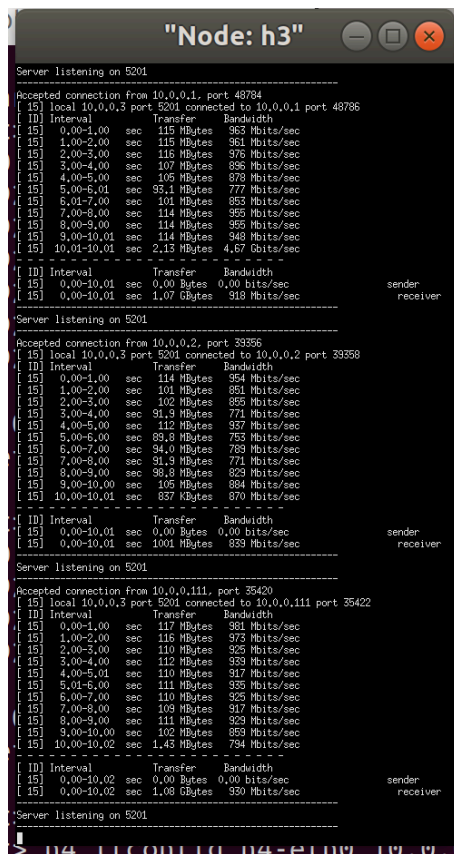 "Node: h3"
Server listening on 5201
-----------------------------------------------------------
Accepted connection from 10.0.0.1, port 48784
[ 15] local 10.0.0.3 port 5201 connected to 10.0.0.1 port 48786
[ ID] Interval Transfer Bandwidth
[ 15] 0.00-1.00 sec 115 MBytes 963 Mbits/sec
[ 15] 1.00-2.00 sec 115 MBytes 961 Mbits/sec
[ 15] 2.00-3.00 sec 116 MBytes 976 Mbits/sec
[ 15] 3.00-4.00 sec 107 MBytes 896 Mbits/sec
[ 15] 4.00-5.00 sec 105 MBytes 878 Mbits/sec
[ 15] 5.00-6.01 sec 93.1 MBytes 777 Mbits/sec
[ 15] 6.01-7.00 sec 101 MBytes 853 Mbits/sec
[ 15] 7.00-8.00 sec 114 MBytes 955 Mbits/sec
[ 15] 8.00-9.00 sec 114 MBytes 955 Mbits/sec
[ 15] 9.00-10.01 sec 114 MBytes 948 Mbits/sec
[ 15] 10.01-10.01 sec 2.13 MBytes 4.67 Gbits/sec
- - - - - - - - - - - - - - - - - - - - - - - - -
[ ID] Interval Transfer Bandwidth
[ 15] 0.00-10.01 sec 0.00 Bytes 0.00 bits/sec sender
[ 15] 0.00-10.01 sec 1.07 GBytes 918 Mbits/sec receiver
-----------------------------------------------------------
Server listening on 5201
-----------------------------------------------------------
Accepted connection from 10.0.0.2, port 39356
[ 15] local 10.0.0.3 port 5201 connected to 10.0.0.2 port 39358
[ ID] Interval Transfer Bandwidth
[ 15] 0.00-1.00 sec 114 MBytes 954 Mbits/sec
[ 15] 1.00-2.00 sec 101 MBytes 851 Mbits/sec
[ 15] 2.00-3.00 sec 102 MBytes 855 Mbits/sec
[ 15] 3.00-4.00 sec 91.9 MBytes 771 Mbits/sec
[ 15] 4.00-5.00 sec 112 MBytes 937 Mbits/sec
[ 15] 5.00-6.00 sec 89.8 MBytes 753 Mbits/sec
[ 15] 6.00-7.00 sec 94.0 MBytes 789 Mbits/sec
[ 15] 7.00-8.00 sec 91.9 MBytes 771 Mbits/sec
[ 15] 8.00-9.00 sec 98.8 MBytes 829 Mbits/sec
[ 15] 9.00-10.00 sec 105 MBytes 884 Mbits/sec
[ 15] 10.00-10.01 sec 837 KBytes 870 Mbits/sec
- - - - - - - - - - - - - - - - - - - - - - - - -
[ ID] Interval Transfer Bandwidth
[ 15] 0.00-10.01 sec 0.00 Bytes 0.00 bits/sec sender
[ 15] 0.00-10.01 sec 1001 MBytes 839 Mbits/sec receiver
-----------------------------------------------------------
Server listening on 5201
-----------------------------------------------------------
Accepted connection from 10.0.0.111, port 35420
[ 15] local 10.0.0.3 port 5201 connected to 10.0.0.111 port 35422
[ ID] Interval Transfer Bandwidth
[ 15] 0.00-1.00 sec 117 MBytes 981 Mbits/sec
[ 15] 1.00-2.00 sec 116 MBytes 973 Mbits/sec
[ 15] 2.00-3.00 sec 110 MBytes 925 Mbits/sec
[ 15] 3.00-4.00 sec 112 MBytes 939 Mbits/sec
[ 15] 4.00-5.01 sec 110 MBytes 917 Mbits/sec
[ 15] 5.01-6.00 sec 111 MBytes 935 Mbits/sec
[ 15] 6.00-7.00 sec 110 MBytes 925 Mbits/sec
[ 15] 7.00-8.00 sec 109 MBytes 917 Mbits/sec
[ 15] 8.00-9.00 sec 111 MBytes 929 Mbits/sec
[ 15] 9.00-10.00 sec 102 MBytes 859 Mbits/sec
[ 15] 10.00-10.02 sec 1.43 MBytes 794 Mbits/sec
- - - - - - - - - - - - - - - - - - - - - - - - -
[ ID] Interval Transfer Bandwidth
[ 15] 0.00-10.02 sec 0.00 Bytes 0.00 bits/sec sender
[ 15] 0.00-10.02 sec 1.08 GBytes 930 Mbits/sec receiver
-----------------------------------------------------------
Server listening on 5201
-----------------------------------------------------------
> h4 ifconfig h4-eth0 10.0.